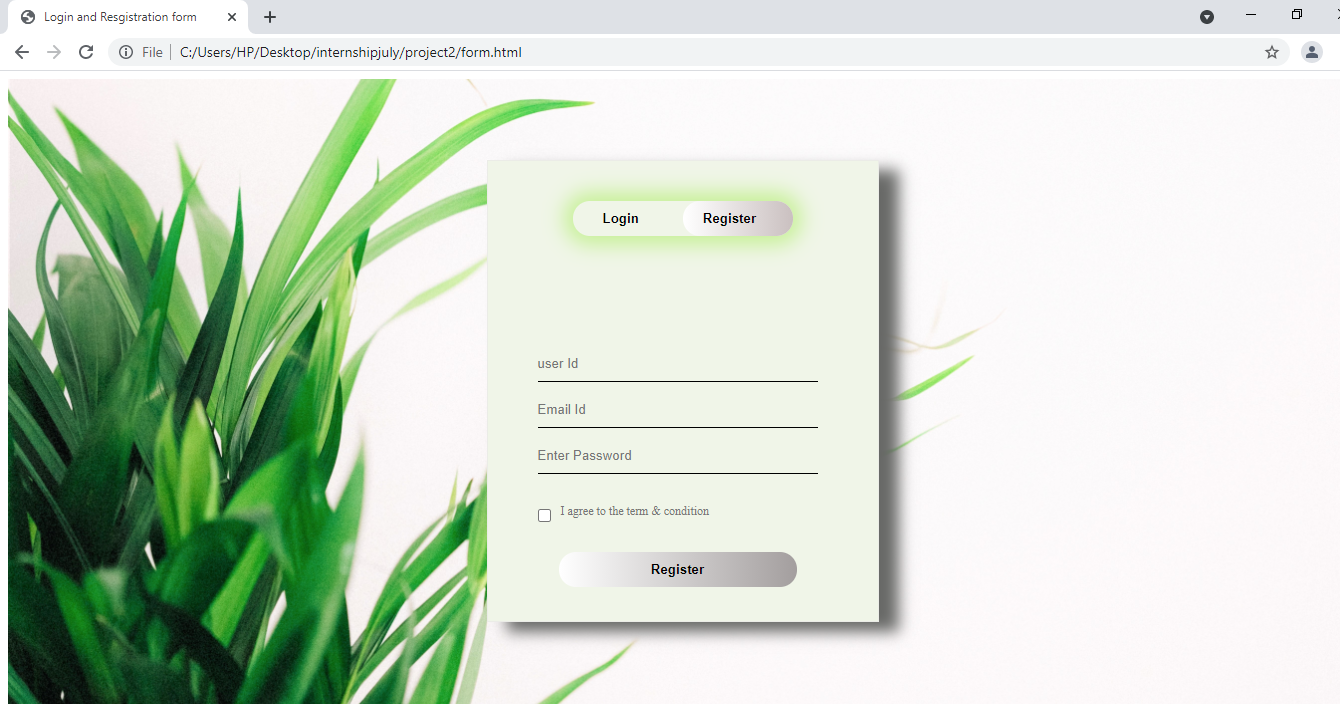 Login and Resgistration form
File C:/Users/HP/Desktop/internshipjuly/project2/form.html
Login Register
user Id
Email Id
Enter Password
I agree to the term & condition
Register